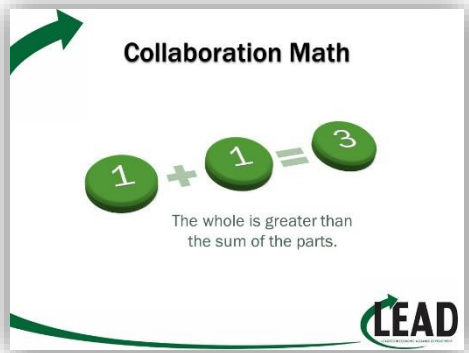 Collaboration Math
1 + 1 = 3
The whole is greater than
the sum of the parts.
LEAD